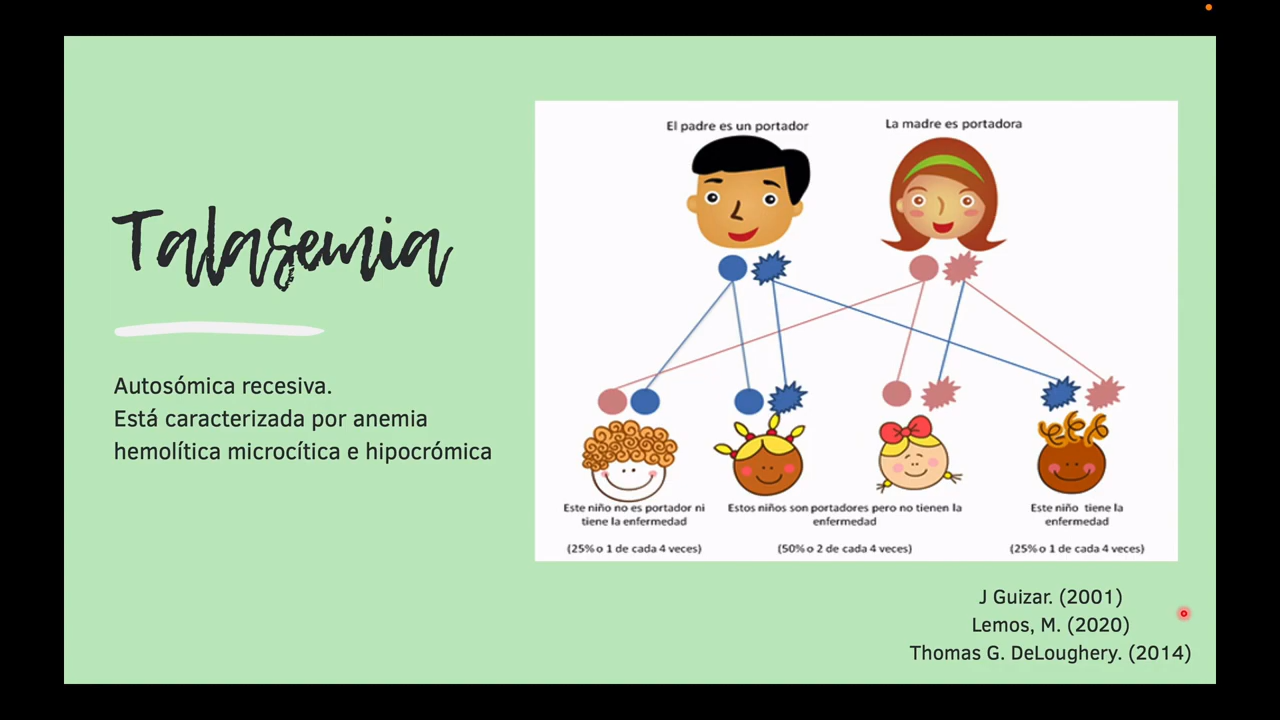 Talasemia
Autosómica recesiva.
Está caracterizada por anemia
hemolítica microcítica e hipocrómica
El padre es un portador
La madre es portadora
Este niño no es portador ni
tiene la enfermedad
(25% o 1 de cada 4 veces)
Estos niños son portadores pero no tienen la
enfermedad
(50% o 2 de cada 4 veces)
Este niño tiene la
enfermedad
(25% o 1 de cada 4 veces)
J Guizar. (2001)
Lemos, M. (2020)
Thomas G. DeLoughery. (2014)